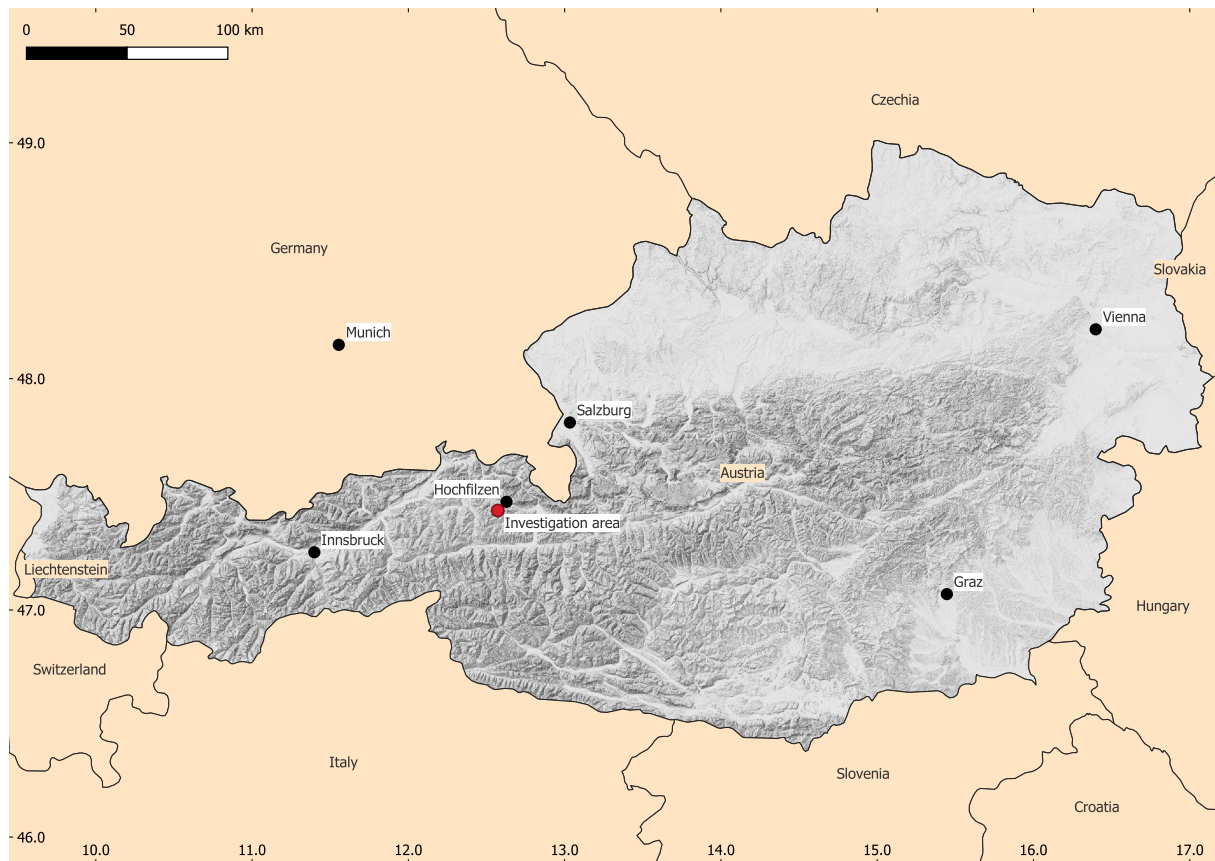 0 50 100 km
Czechia
49.0
Germany
Slovakia
Vienna
Munich
48.0
Salzburg
Austria
Hochfilzen
Investigation area
Innsbruck
Liechtenstein
Graz
47.0
Hungary
Switzerland
Italy
Slovenia
Croatia
46.0
10.0 11.0 12.0 13.0 14.0 15.0 16.0 17.0